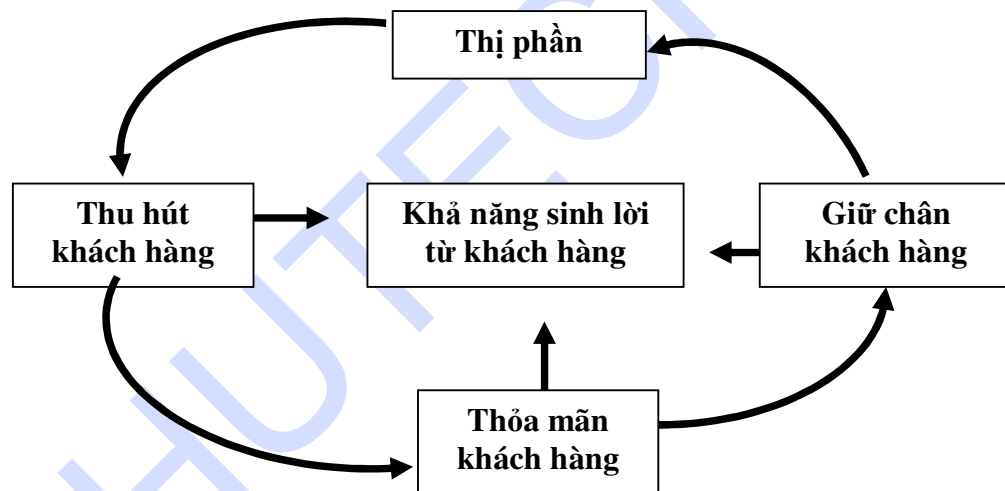 Thị phần
Thu hút
khách hàng
Khả năng sinh lời
từ khách hàng
Giữ chân
khách hàng
Thỏa mãn
khách hàng
HUTECH